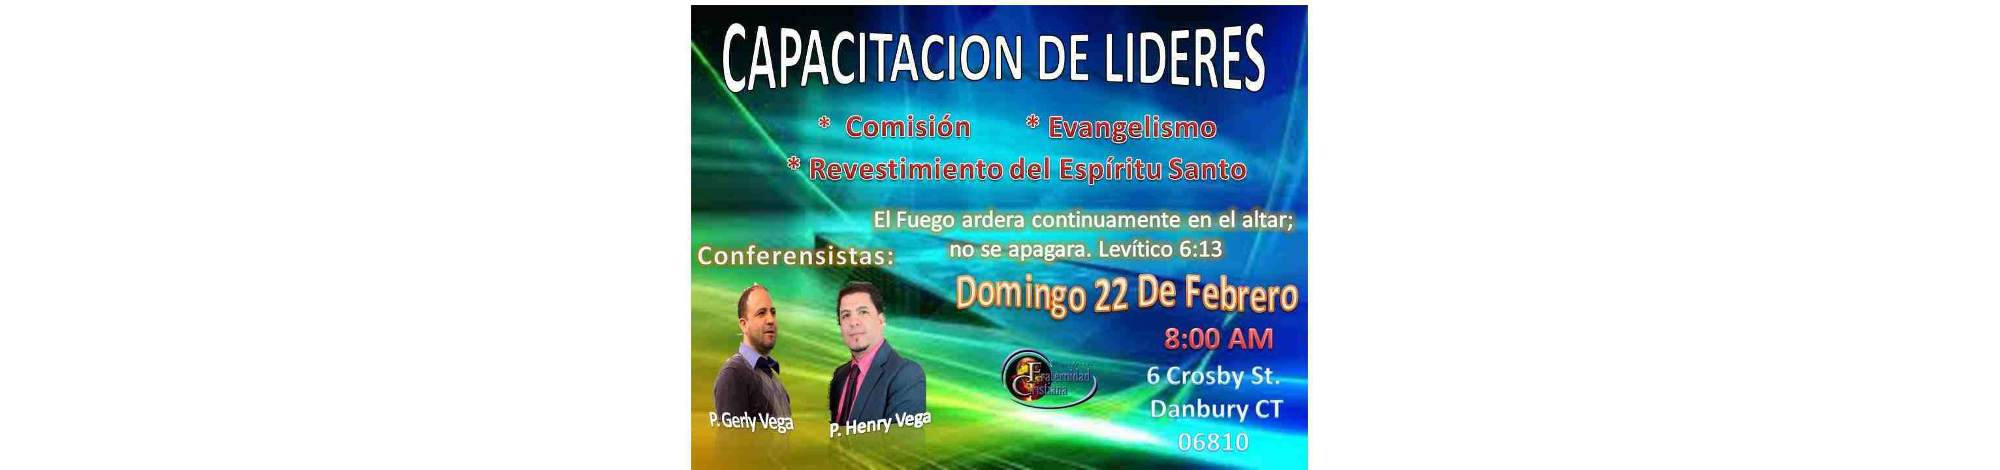 CAPACITACION DE LIDERES
* Comisión * Evangelismo
* Revestimiento del Espíritu Santo
El Fuego ardera continuamente en el altar;
no se apagara. Levítico 6:13
Conferensistas:
Domingo 22 De Febrero
8:00 AM
6 Crosby St.
Danbury CT
06810
Fraternidad
Cristiana
P. Gerly Vega
P. Henry Vega